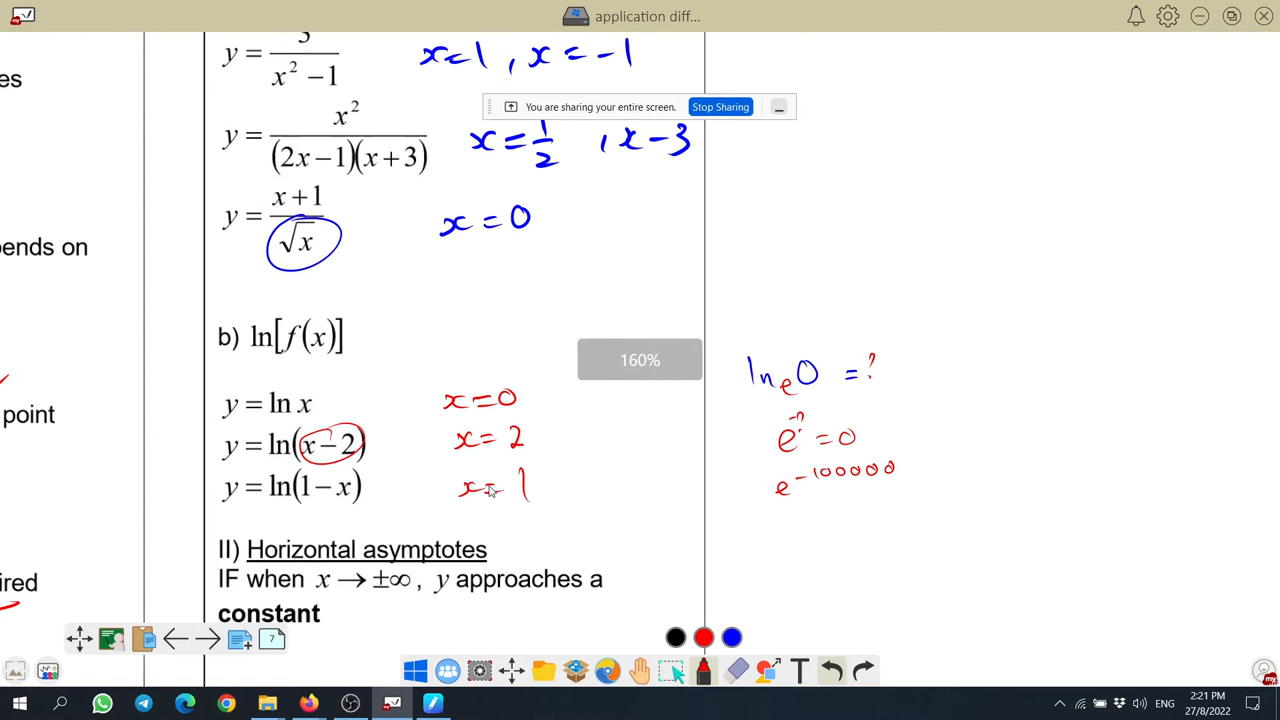 application diff...
es
y = 3 / (x² − 1) x=1 , x = −1
You are sharing your entire screen. Stop Sharing
y = x² / ((2x − 1)(x + 3)) x = 1/2 , x − 3
y = (x + 1) / √x x = 0
ends on
b) ln[f(x)]
160%
ln e 0 = ?
point
y = ln x x = 0
e^? = 0
y = ln(x − 2) x = 2
e^−100000
y = ln(1 − x) x = 1
II) Horizontal asymptotes
IF when x → ±∞ , y approaches a
ired
constant
7
T
ENG
2:21 PM
27/8/2022